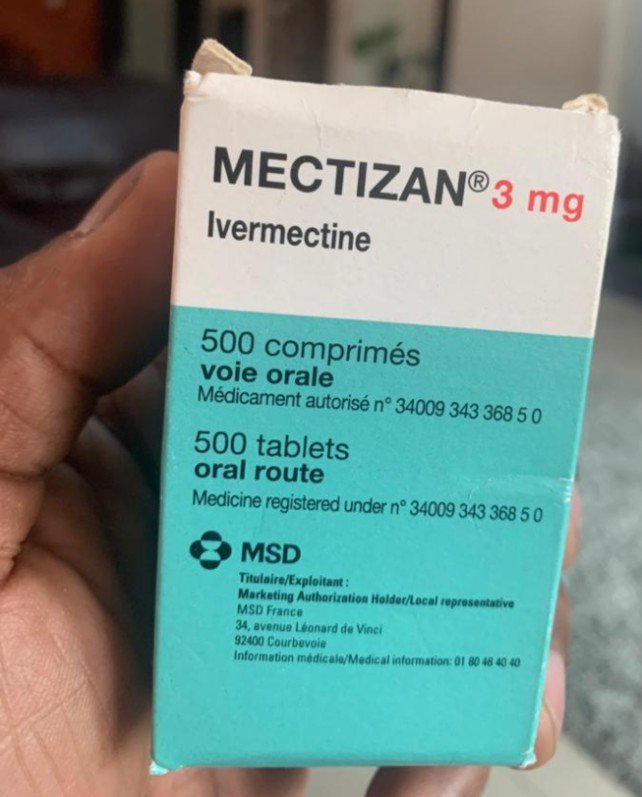 MECTIZAN® 3 mg
Ivermectine
500 comprimés
voie orale
Médicament autorisé n° 34009 343 368 5 0
500 tablets
oral route
Medicine registered under n° 34009 343 368 5 0
MSD
Titulaire/Exploitant :
Marketing Authorization Holder/Local representative
MSD France
34, avenue Léonard de Vinci
92400 Courbevoie
Information médicale/Medical information: 01 80 46 40 40